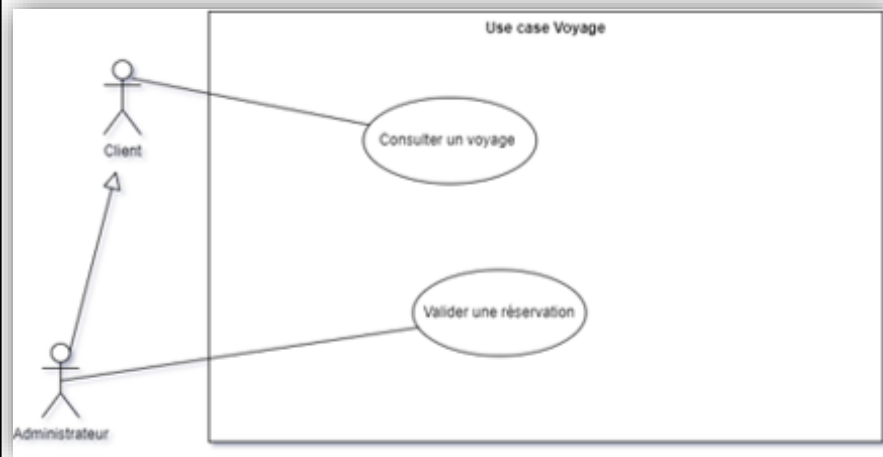 Use case Voyage
Client
Consulter un voyage
Valider une réservation
Administrateur